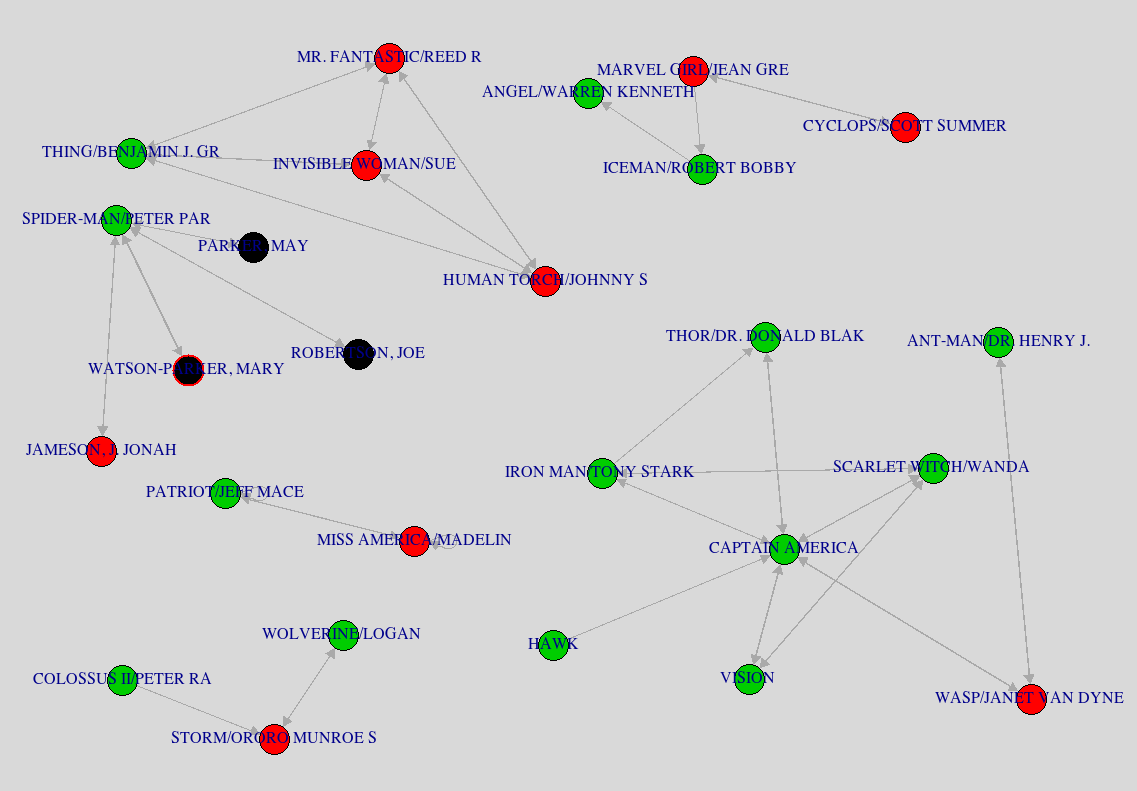 MR. FANTASTIC/REED R
MARVEL GIRL/JEAN GRE
ANGEL/WARREN KENNETH
CYCLOPS/SCOTT SUMMER
THING/BENJAMIN J. GR
INVISIBLE WOMAN/SUE
ICEMAN/ROBERT BOBBY
SPIDER-MAN/PETER PAR
PARKER, MAY
HUMAN TORCH/JOHNNY S
THOR/DR. DONALD BLAK
ANT-MAN/DR. HENRY J.
ROBERTSON, JOE
WATSON-PARKER, MARY
JAMESON, J. JONAH
IRON MAN/TONY STARK
SCARLET WITCH/WANDA
PATRIOT/JEFF MACE
MISS AMERICA/MADELIN
CAPTAIN AMERICA
WOLVERINE/LOGAN
HAWK
COLOSSUS II/PETER RA
VISION
WASP/JANET VAN DYNE
STORM/ORORO MUNROE S